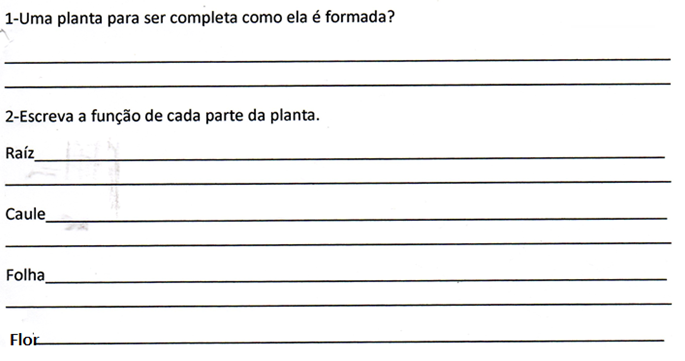 1-Uma planta para ser completa como ela é formada?
2-Escreva a função de cada parte da planta.
Raíz
Caule
Folha
Flor